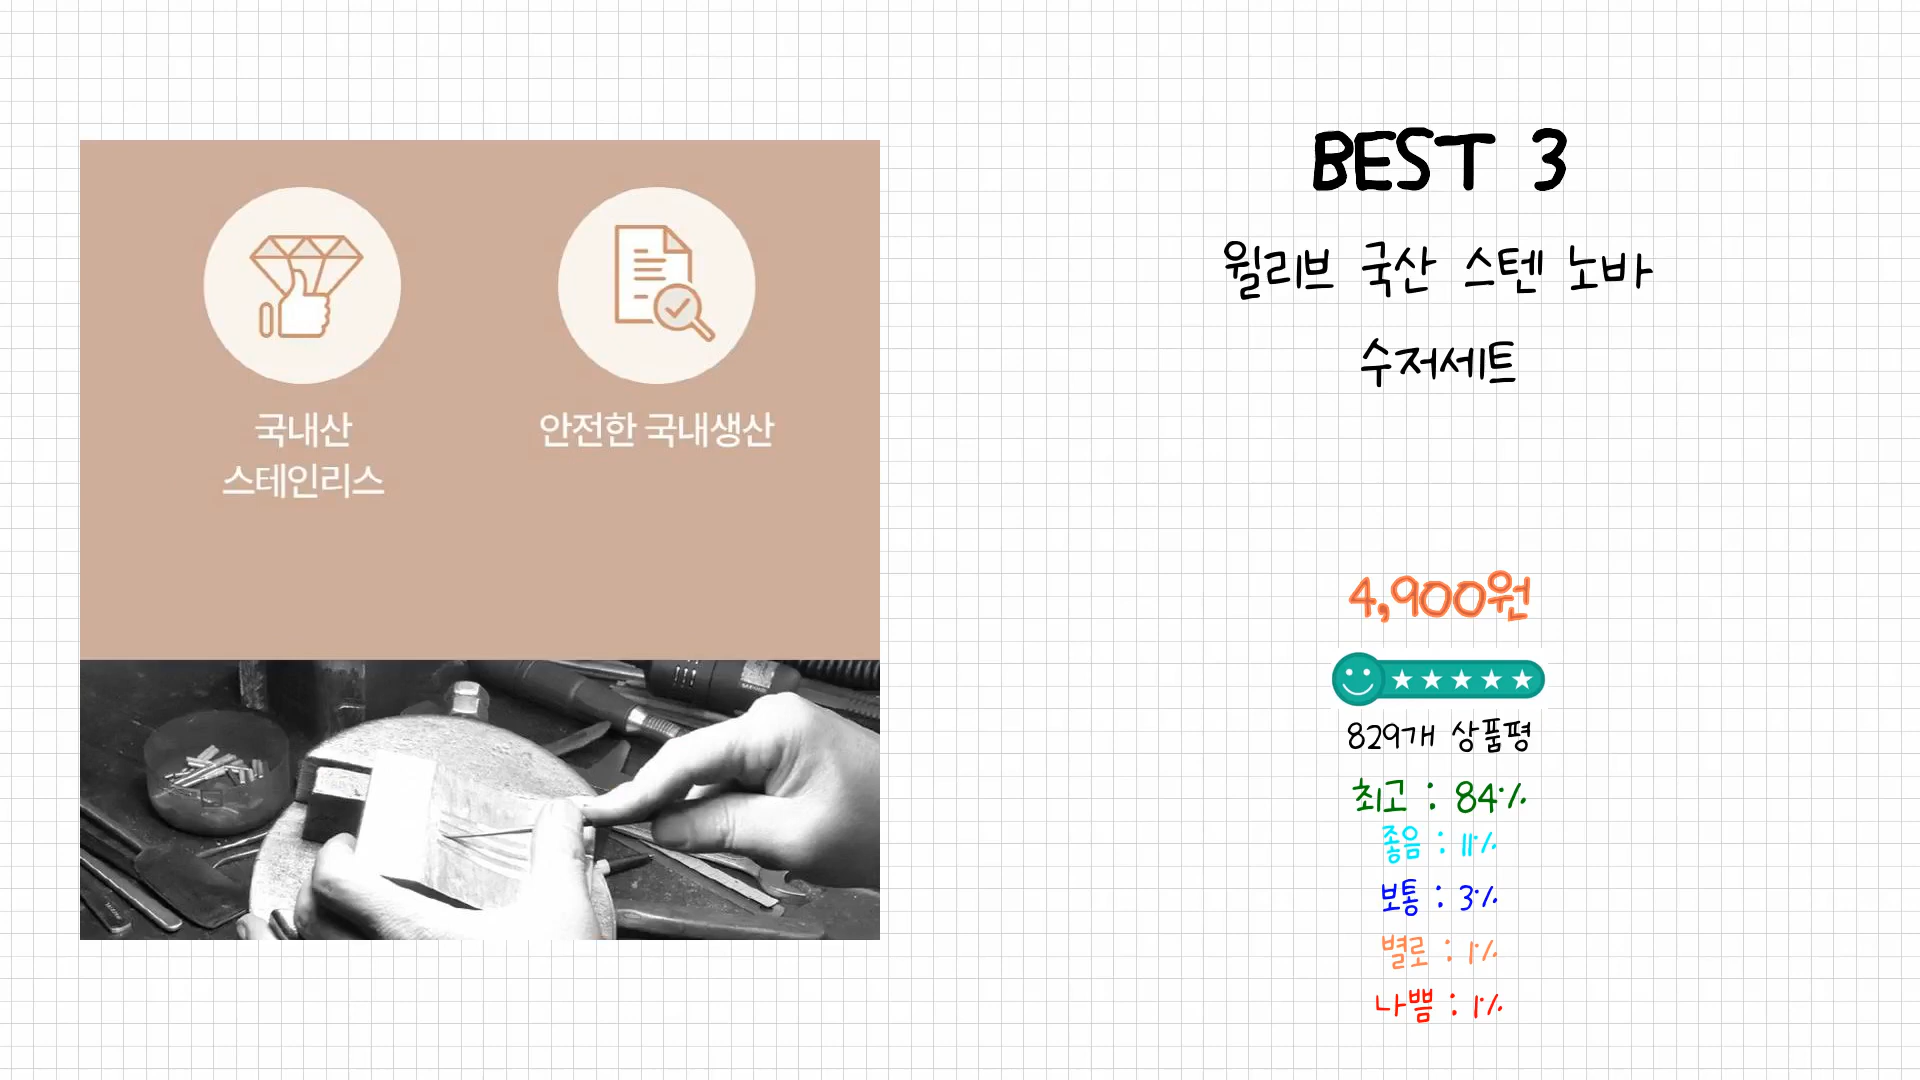 국내산
스테인리스
안전한 국내생산
BEST 3
윌리브 국산 스텐 노바
수저세트
4,900원
829개 상품평
최고 : 84%
좋음 : 11%
보통 : 3%
별로 : 1%
나쁨 : 1%